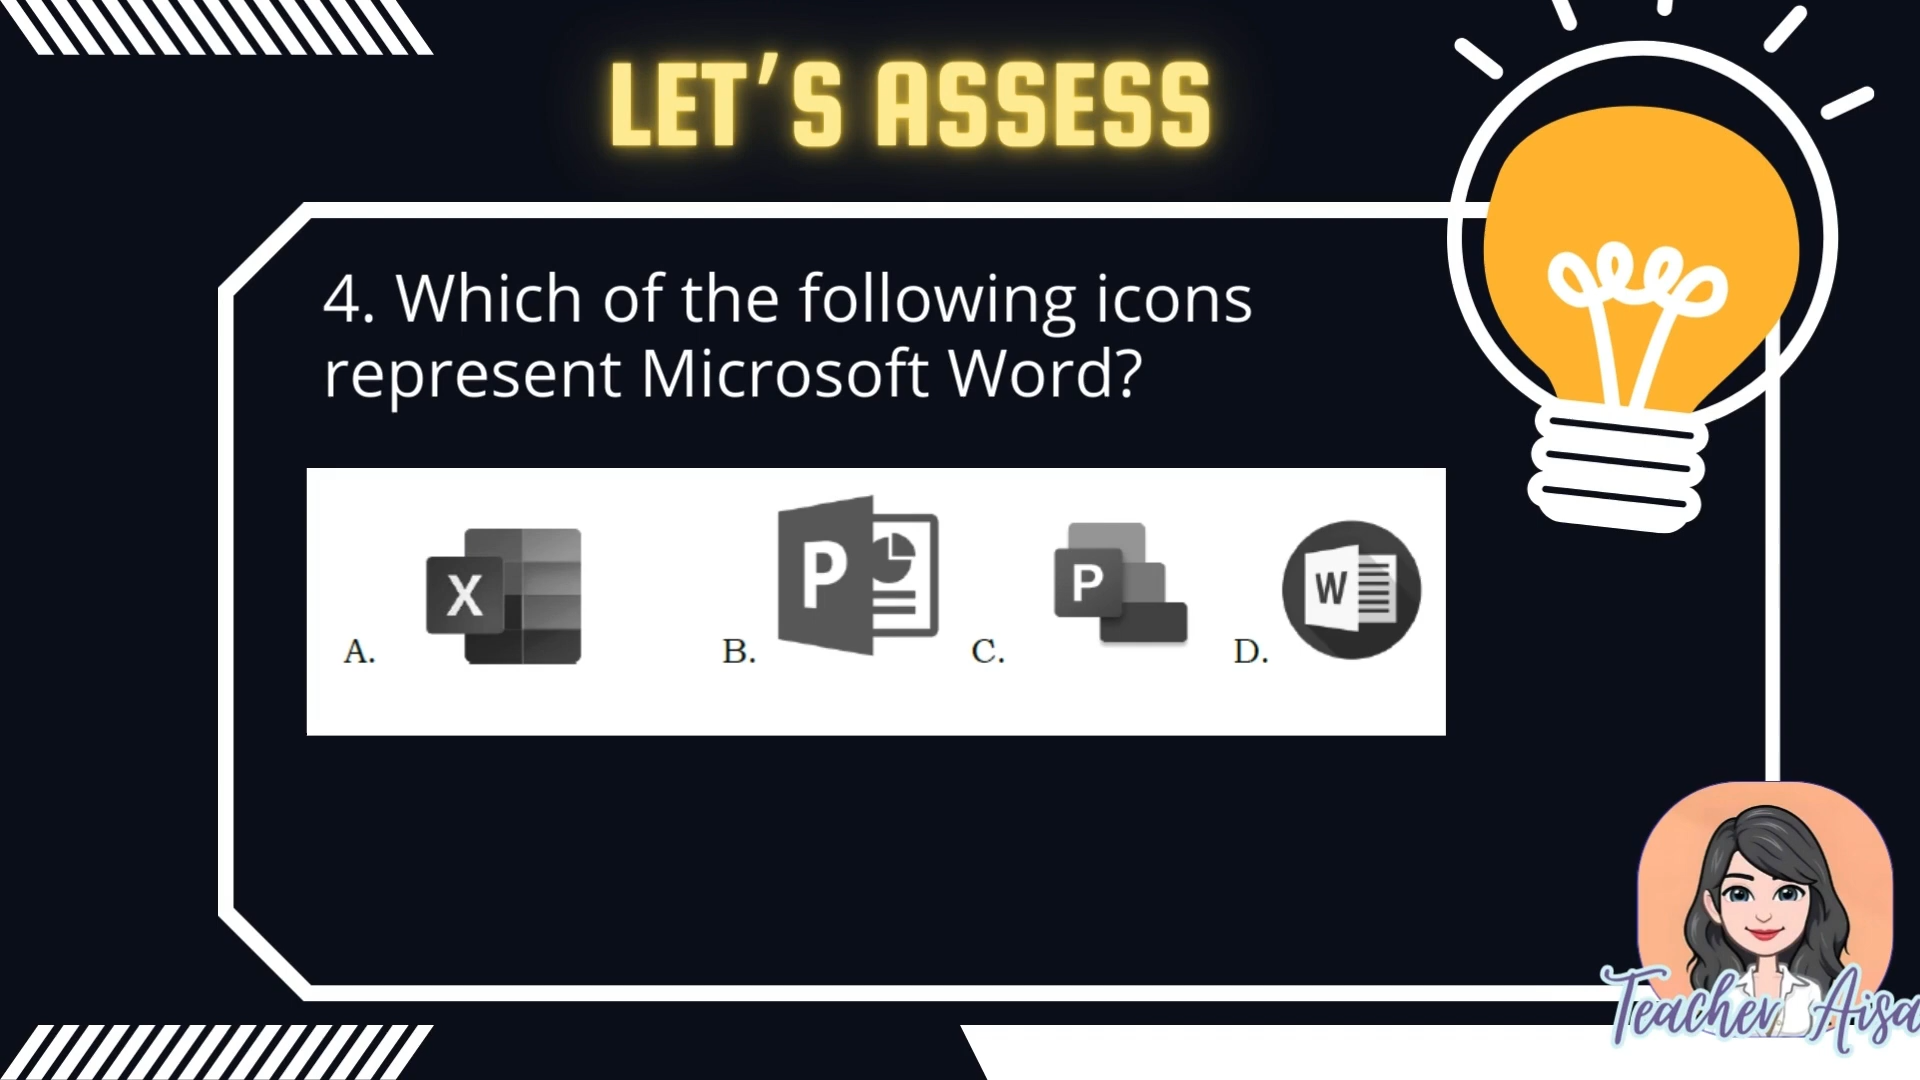 LET'S ASSESS
4. Which of the following icons
represent Microsoft Word?
A. X B. P C. P D. W
Teacher Aisa